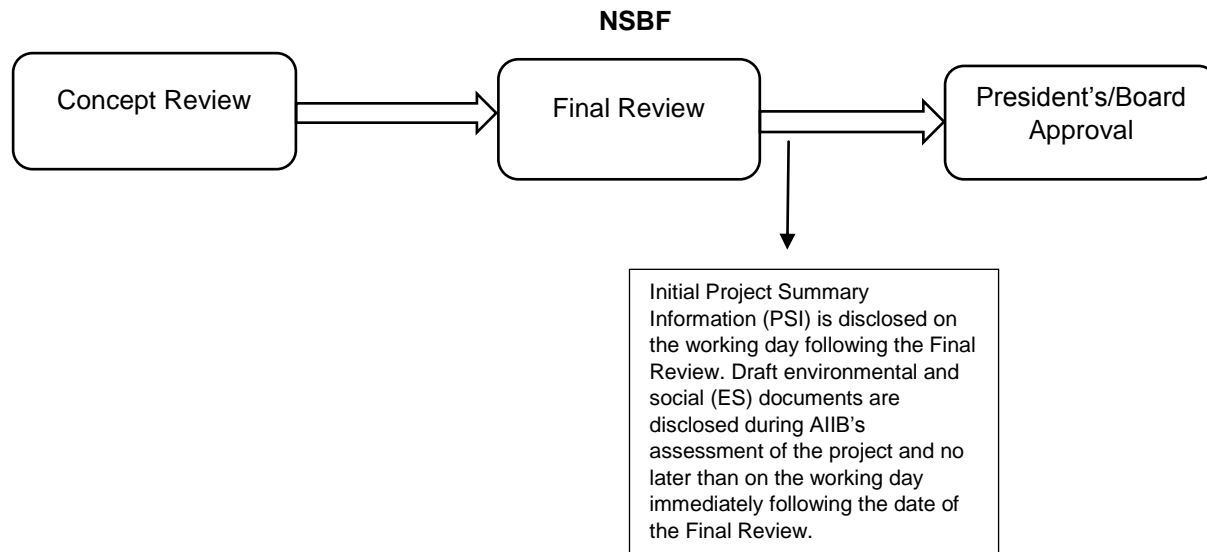 NSBF
Concept Review
Final Review
President’s/Board
Approval
Initial Project Summary
Information (PSI) is disclosed on
the working day following the Final
Review. Draft environmental and
social (ES) documents are
disclosed during AIIB’s
assessment of the project and no
later than on the working day
immediately following the date of
the Final Review.